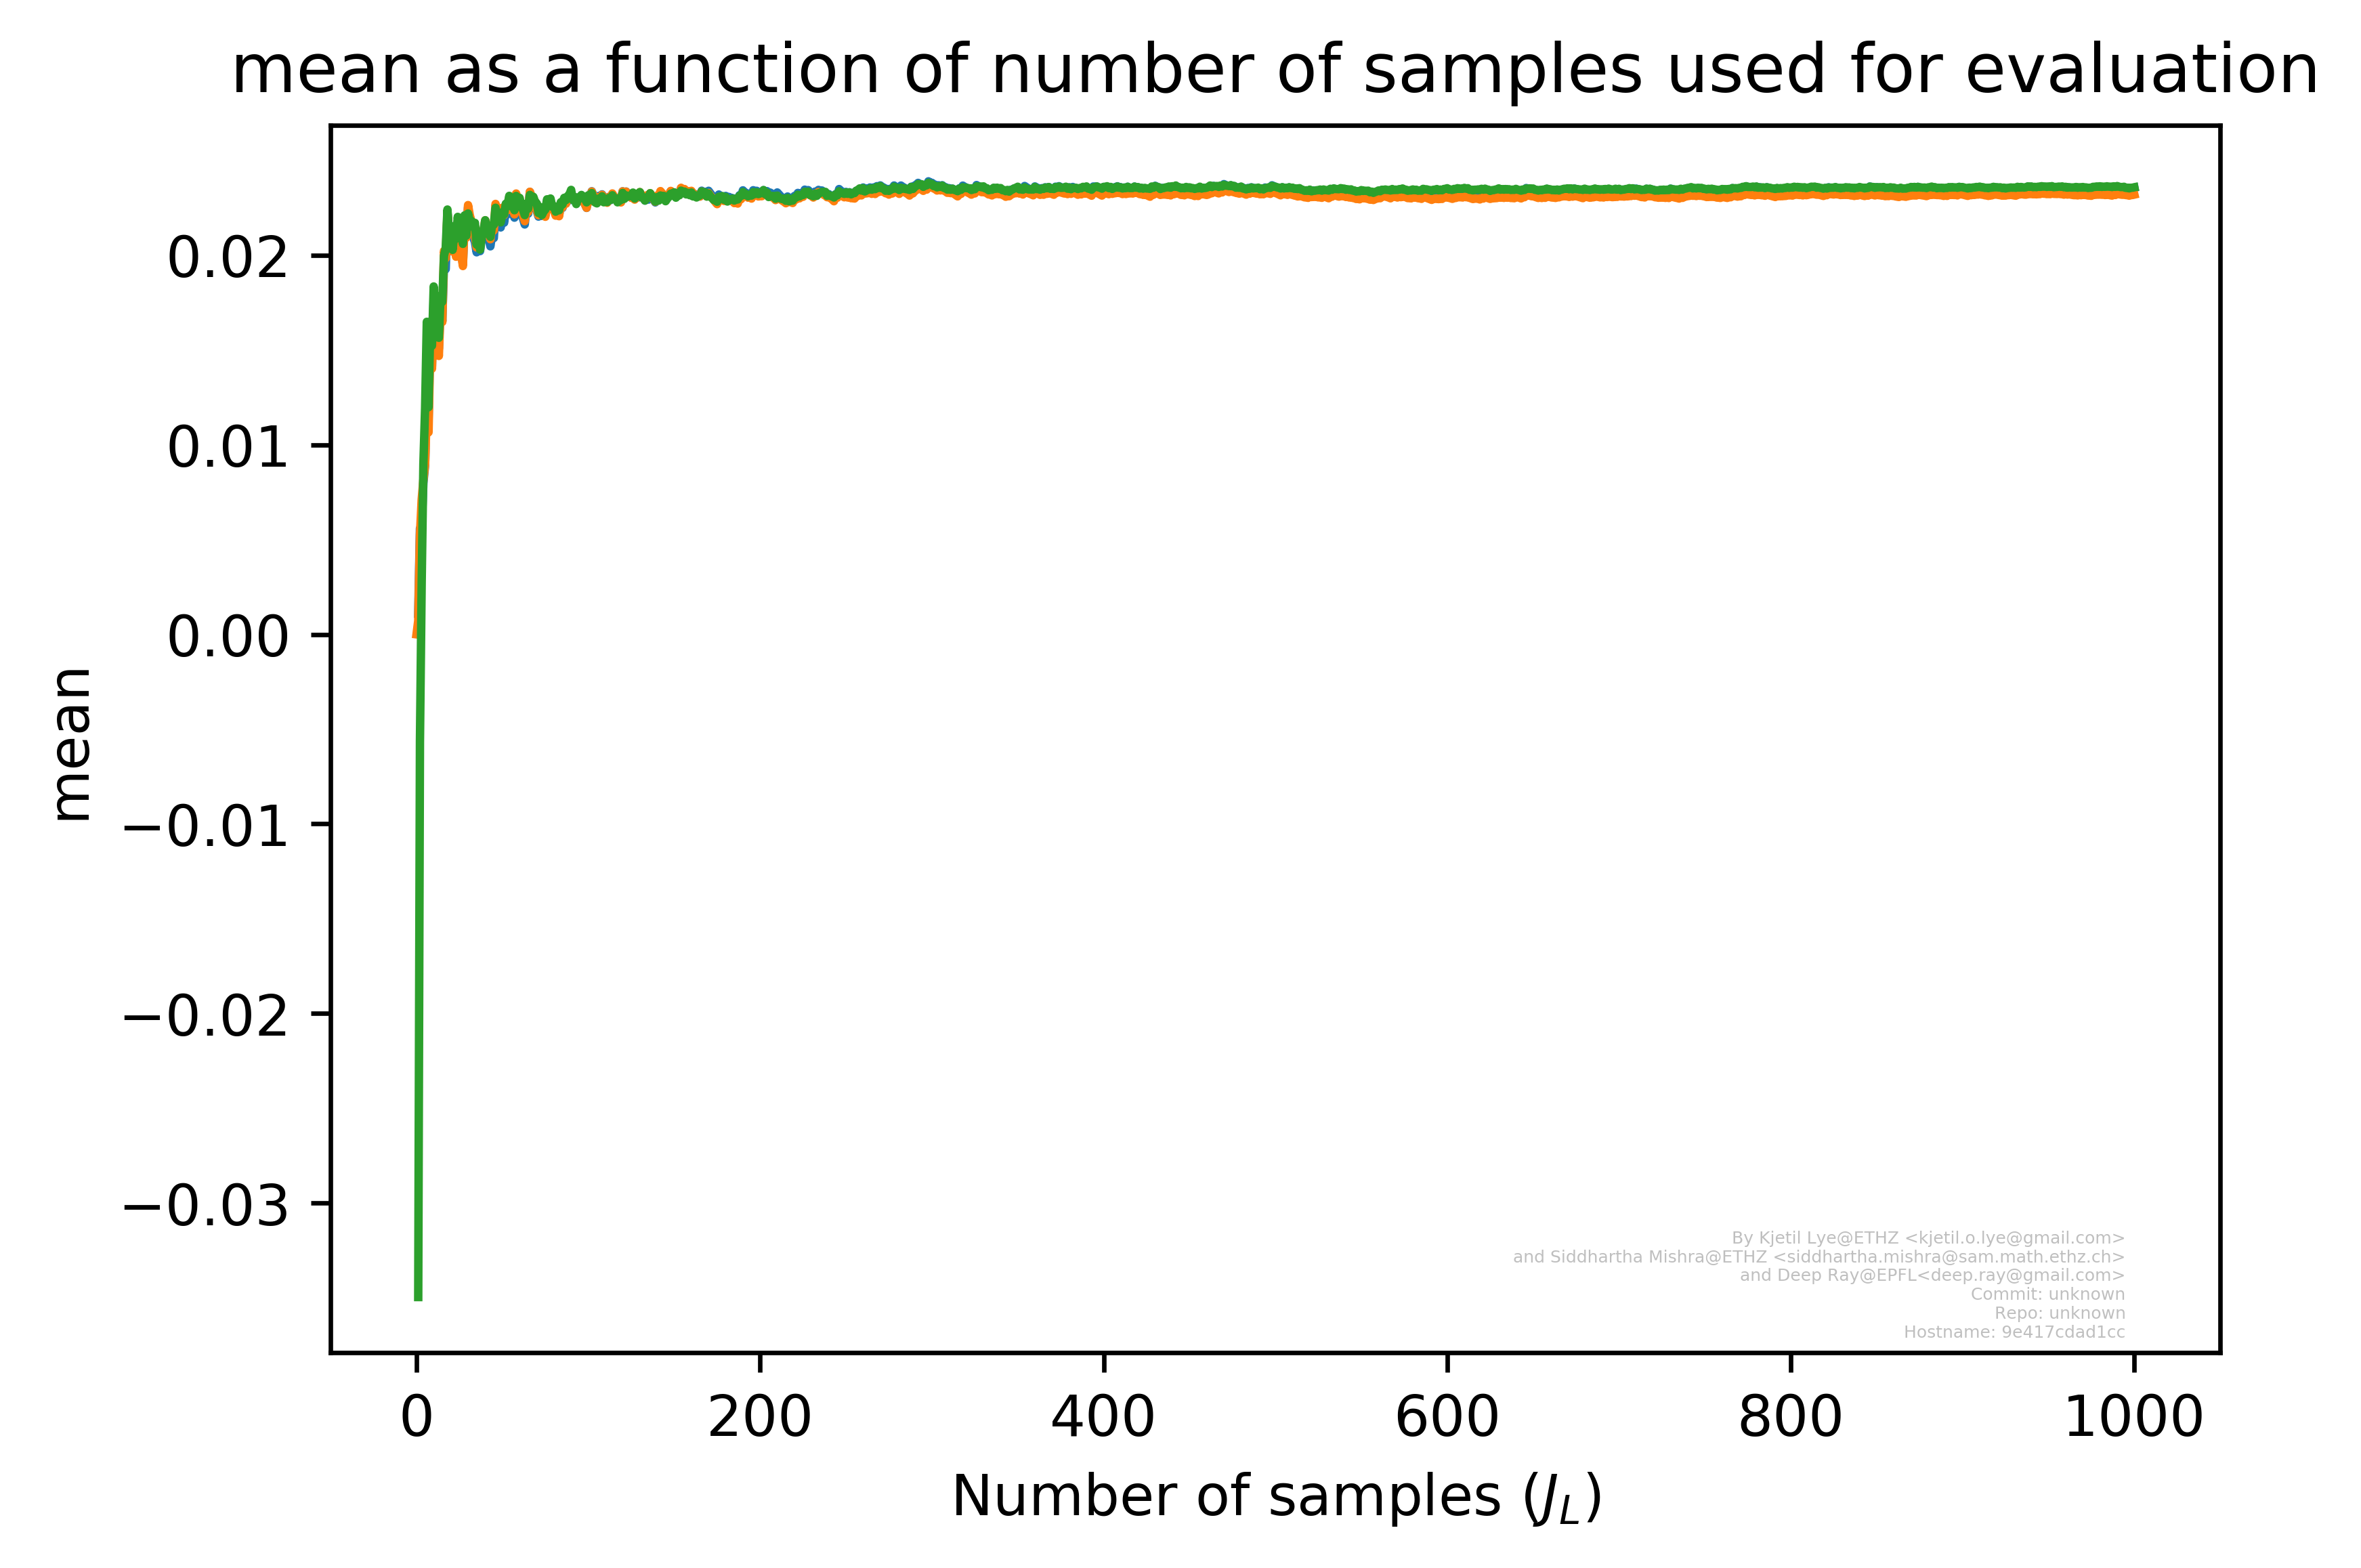 mean as a function of number of samples used for evaluation
mean
0.02
0.01
0.00
−0.01
−0.02
−0.03
By Kjetil Lye@ETHZ <kjetil.o.lye@gmail.com>
and Siddhartha Mishra@ETHZ <siddhartha.mishra@sam.math.ethz.ch>
and Deep Ray@EPFL<deep.ray@gmail.com>
Commit: unknown
Repo: unknown
Hostname: 9e417cdad1cc
0 200 400 600 800 1000
Number of samples (J_L)